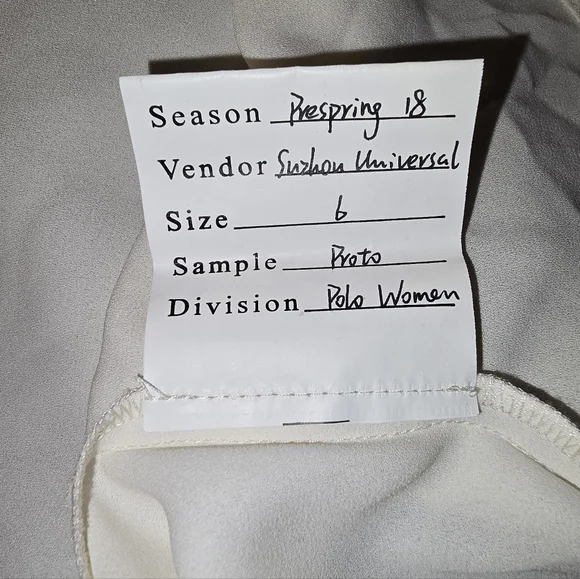 Season Prespring 18
Vendor Suzhou Universal
Size 6
Sample Proto
Division Polo Women